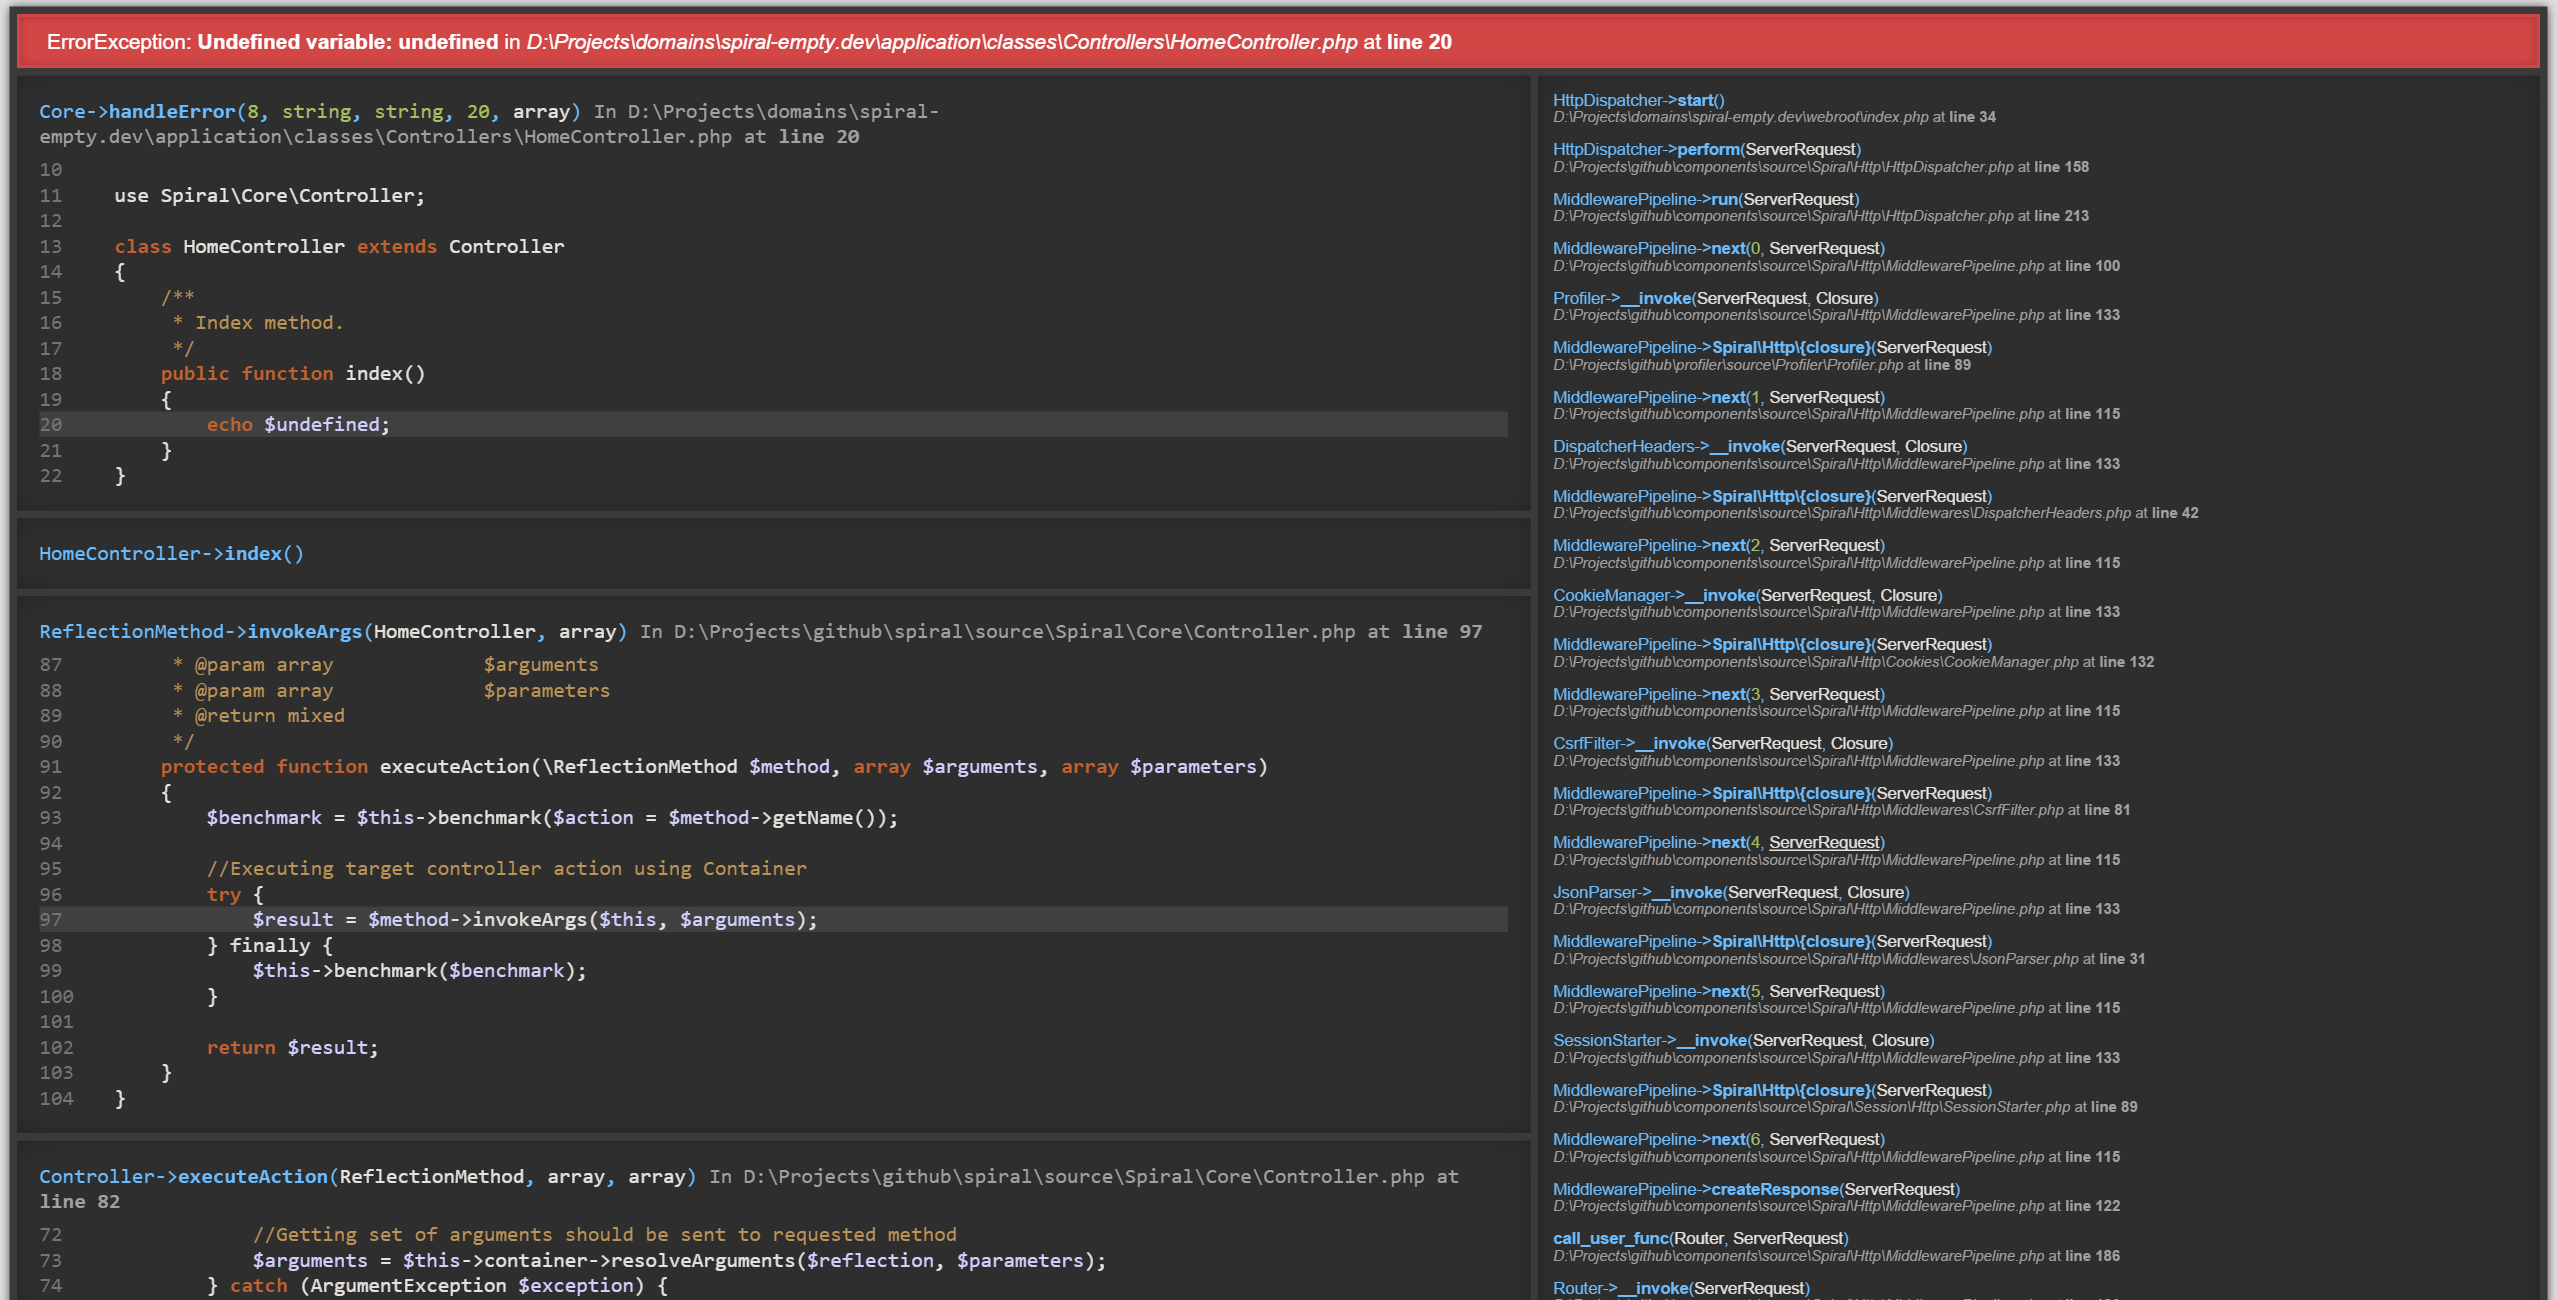 ErrorException: Undefined variable: undefined in D:\Projects\domains\spiral-empty.dev\application\classes\Controllers\HomeController.php at line 20
Core->handleError(8, string, string, 20, array) In D:\Projects\domains\spiral-
empty.dev\application\classes\Controllers\HomeController.php at line 20
10
11 use Spiral\Core\Controller;
12
13 class HomeController extends Controller
14 {
15 /**
16 * Index method.
17 */
18 public function index()
19 {
20 echo $undefined;
21 }
22 }
HomeController->index()
ReflectionMethod->invokeArgs(HomeController, array) In D:\Projects\github\spiral\source\Spiral\Core\Controller.php at line 97
87 * @param array $arguments
88 * @param array $parameters
89 * @return mixed
90 */
91 protected function executeAction(\ReflectionMethod $method, array $arguments, array $parameters)
92 {
93 $benchmark = $this->benchmark($action = $method->getName());
94
95 //Executing target controller action using Container
96 try {
97 $result = $method->invokeArgs($this, $arguments);
98 } finally {
99 $this->benchmark($benchmark);
100 }
101
102 return $result;
103 }
104 }
Controller->executeAction(ReflectionMethod, array, array) In D:\Projects\github\spiral\source\Spiral\Core\Controller.php at
line 82
72 //Getting set of arguments should be sent to requested method
73 $arguments = $this->container->resolveArguments($reflection, $parameters);
74 } catch (ArgumentException $exception) {
HttpDispatcher->start()
D:\Projects\domains\spiral-empty.dev\webroot\index.php at line 34
HttpDispatcher->perform(ServerRequest)
D:\Projects\github\components\source\Spiral\Http\HttpDispatcher.php at line 158
MiddlewarePipeline->run(ServerRequest)
D:\Projects\github\components\source\Spiral\Http\HttpDispatcher.php at line 213
MiddlewarePipeline->next(0, ServerRequest)
D:\Projects\github\components\source\Spiral\Http\MiddlewarePipeline.php at line 100
Profiler->__invoke(ServerRequest, Closure)
D:\Projects\github\components\source\Spiral\Http\MiddlewarePipeline.php at line 133
MiddlewarePipeline->Spiral\Http\{closure}(ServerRequest)
D:\Projects\github\profiler\source\Profiler\Profiler.php at line 89
MiddlewarePipeline->next(1, ServerRequest)
D:\Projects\github\components\source\Spiral\Http\MiddlewarePipeline.php at line 115
DispatcherHeaders->__invoke(ServerRequest, Closure)
D:\Projects\github\components\source\Spiral\Http\MiddlewarePipeline.php at line 133
MiddlewarePipeline->Spiral\Http\{closure}(ServerRequest)
D:\Projects\github\components\source\Spiral\Http\Middlewares\DispatcherHeaders.php at line 42
MiddlewarePipeline->next(2, ServerRequest)
D:\Projects\github\components\source\Spiral\Http\MiddlewarePipeline.php at line 115
CookieManager->__invoke(ServerRequest, Closure)
D:\Projects\github\components\source\Spiral\Http\MiddlewarePipeline.php at line 133
MiddlewarePipeline->Spiral\Http\{closure}(ServerRequest)
D:\Projects\github\components\source\Spiral\Http\Cookies\CookieManager.php at line 132
MiddlewarePipeline->next(3, ServerRequest)
D:\Projects\github\components\source\Spiral\Http\MiddlewarePipeline.php at line 115
CsrfFilter->__invoke(ServerRequest, Closure)
D:\Projects\github\components\source\Spiral\Http\MiddlewarePipeline.php at line 133
MiddlewarePipeline->Spiral\Http\{closure}(ServerRequest)
D:\Projects\github\components\source\Spiral\Http\Middlewares\CsrfFilter.php at line 81
MiddlewarePipeline->next(4, ServerRequest)
D:\Projects\github\components\source\Spiral\Http\MiddlewarePipeline.php at line 115
JsonParser->__invoke(ServerRequest, Closure)
D:\Projects\github\components\source\Spiral\Http\MiddlewarePipeline.php at line 133
MiddlewarePipeline->Spiral\Http\{closure}(ServerRequest)
D:\Projects\github\components\source\Spiral\Http\Middlewares\JsonParser.php at line 31
MiddlewarePipeline->next(5, ServerRequest)
D:\Projects\github\components\source\Spiral\Http\MiddlewarePipeline.php at line 115
SessionStarter->__invoke(ServerRequest, Closure)
D:\Projects\github\components\source\Spiral\Http\MiddlewarePipeline.php at line 133
MiddlewarePipeline->Spiral\Http\{closure}(ServerRequest)
D:\Projects\github\components\source\Spiral\Session\Http\SessionStarter.php at line 89
MiddlewarePipeline->next(6, ServerRequest)
D:\Projects\github\components\source\Spiral\Http\MiddlewarePipeline.php at line 115
MiddlewarePipeline->createResponse(ServerRequest)
D:\Projects\github\components\source\Spiral\Http\MiddlewarePipeline.php at line 122
call_user_func(Router, ServerRequest)
D:\Projects\github\components\source\Spiral\Http\MiddlewarePipeline.php at line 186
Router->__invoke(ServerRequest)